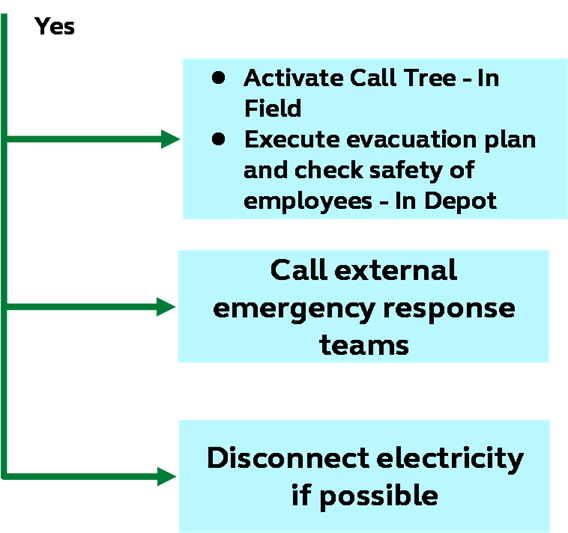 Yes
● Activate Call Tree - In
Field
● Execute evacuation plan
and check safety of
employees - In Depot
Call external
emergency response
teams
Disconnect electricity
if possible